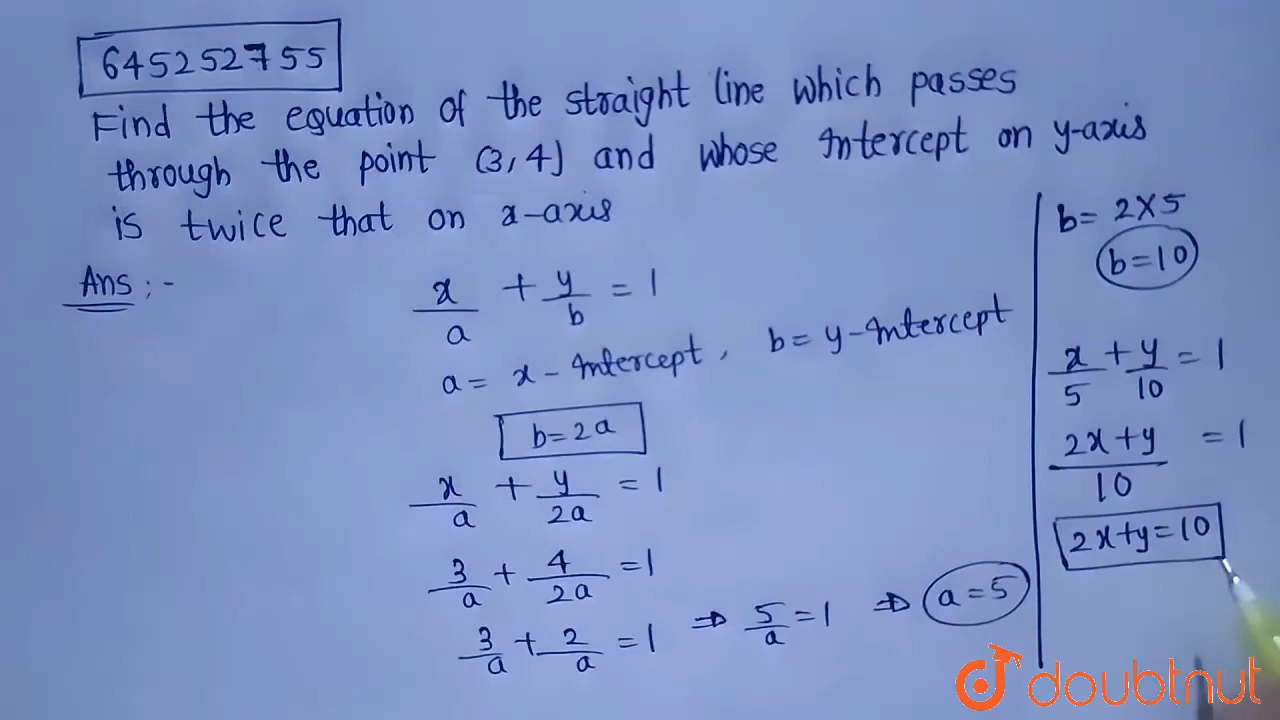 645252755
Find the equation of the straight line which passes
through the point (3,4) and whose Intercept on y-axis
is twice that on x-axis
Ans :-
x/a + y/b = 1
a = x - Intercept, b = y - Intercept
b=2a
x/a + y/2a = 1
3/a + 4/2a = 1
3/a + 2/a = 1 ⇒ 5/a = 1 ⇒ a=5
b= 2×5
b=10
x/5 + y/10 = 1
2x+y/10 = 1
2x+y=10
doubtnut